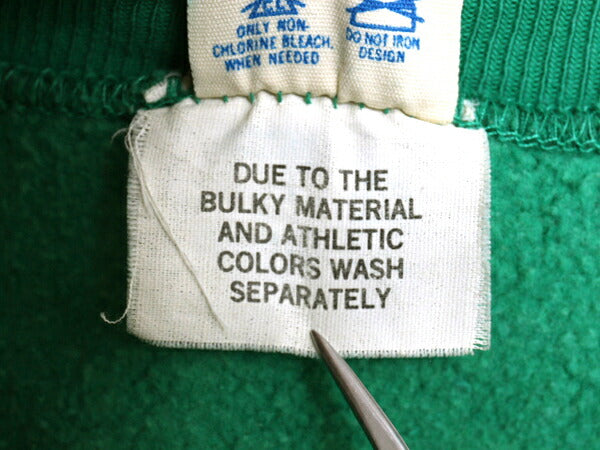 ONLY NON-
CHLORINE BLEACH,
WHEN NEEDED
DO NOT IRON
DESIGN
DUE TO THE
BULKY MATERIAL
AND ATHLETIC
COLORS WASH
SEPARATELY